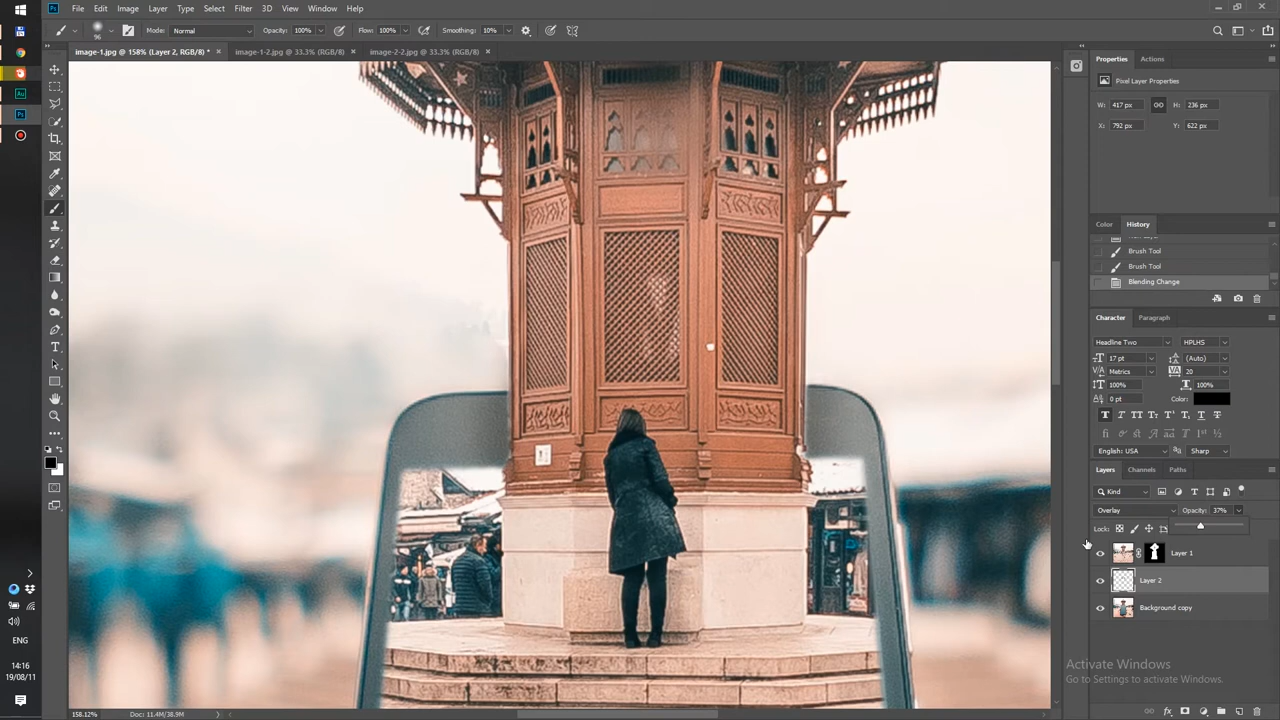 File Edit Image Layer Type Select Filter 3D View Window Help
Mode: Normal Opacity: 100% Flow: 100% Smoothing: 10%
image-1.jpg @ 158% (Layer 2, RGB/8) * × image-1-2.jpg @ 33.3% (RGB/8) × image-2-2.jpg @ 33.3% (RGB/8) ×
Properties Actions
Pixel Layer Properties
W: 417 px H: 236 px
X: 792 px Y: 622 px
Color History
Brush Tool
Brush Tool
Blending Change
Character Paragraph
Headline Two HPLHS
17 pt (Auto)
Metrics 20
100% 100%
0 pt Color:
English: USA Sharp
Layers Channels Paths
Kind
Overlay Opacity: 37%
Lock:
Layer 1
Layer 2
Background copy
Activate Windows
Go to Settings to activate Windows.
ENG
14:16
19/08/11
158.12% Doc: 11.4M/38.9M